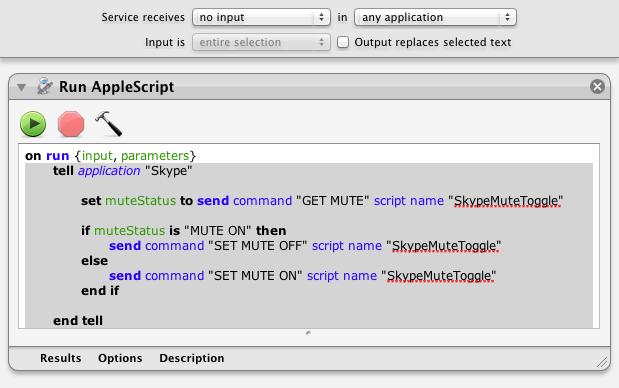 Service receives no input in any application
Input is entire selection Output replaces selected text
Run AppleScript
on run {input, parameters}
tell application "Skype"
set muteStatus to send command "GET MUTE" script name "SkypeMuteToggle"
if muteStatus is "MUTE ON" then
send command "SET MUTE OFF" script name "SkypeMuteToggle"
else
send command "SET MUTE ON" script name "SkypeMuteToggle"
end if
end tell
Results Options Description